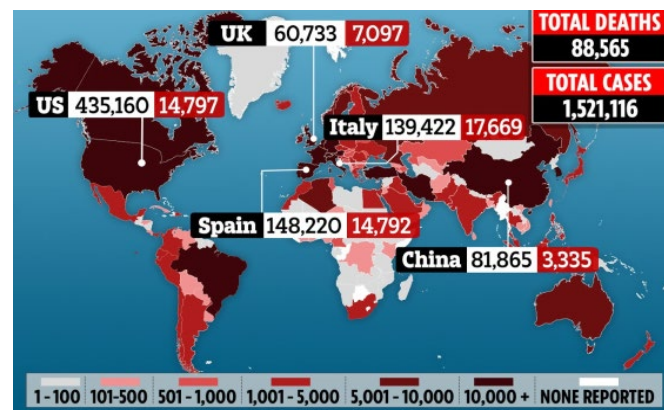 UK 60,733 7,097
TOTAL DEATHS
88,565
TOTAL CASES
1,521,116
US 435,160 14,797
Italy 139,422 17,669
Spain 148,220 14,792
China 81,865 3,335
1 - 100 101-500 501 - 1,000 1,001 - 5,000 5,001 - 10,000 10,000 + NONE REPORTED